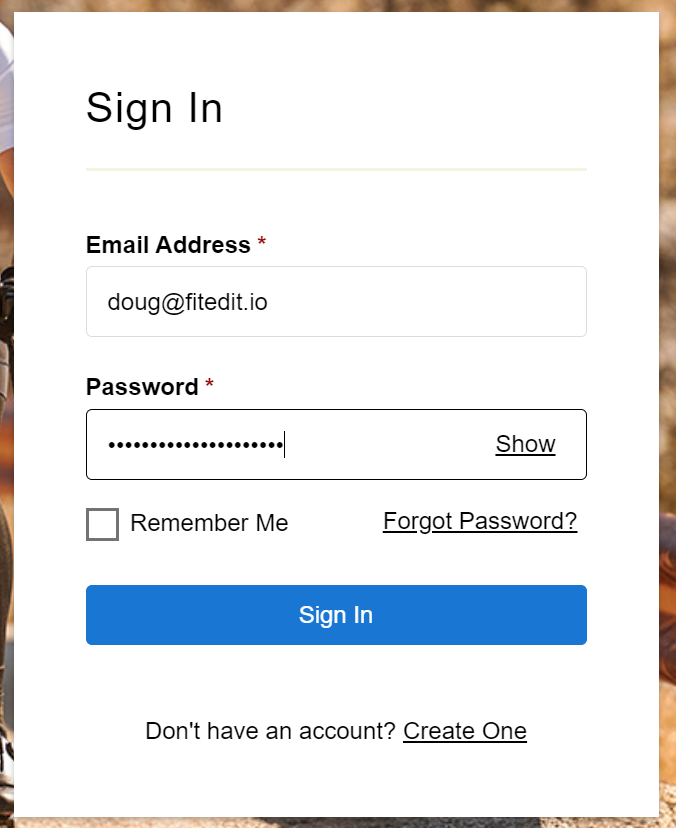 Sign In
Email Address *
doug@fitedit.io
Password *
•••••••••••••••••••••
Show
Remember Me
Forgot Password?
Sign In
Don't have an account? Create One